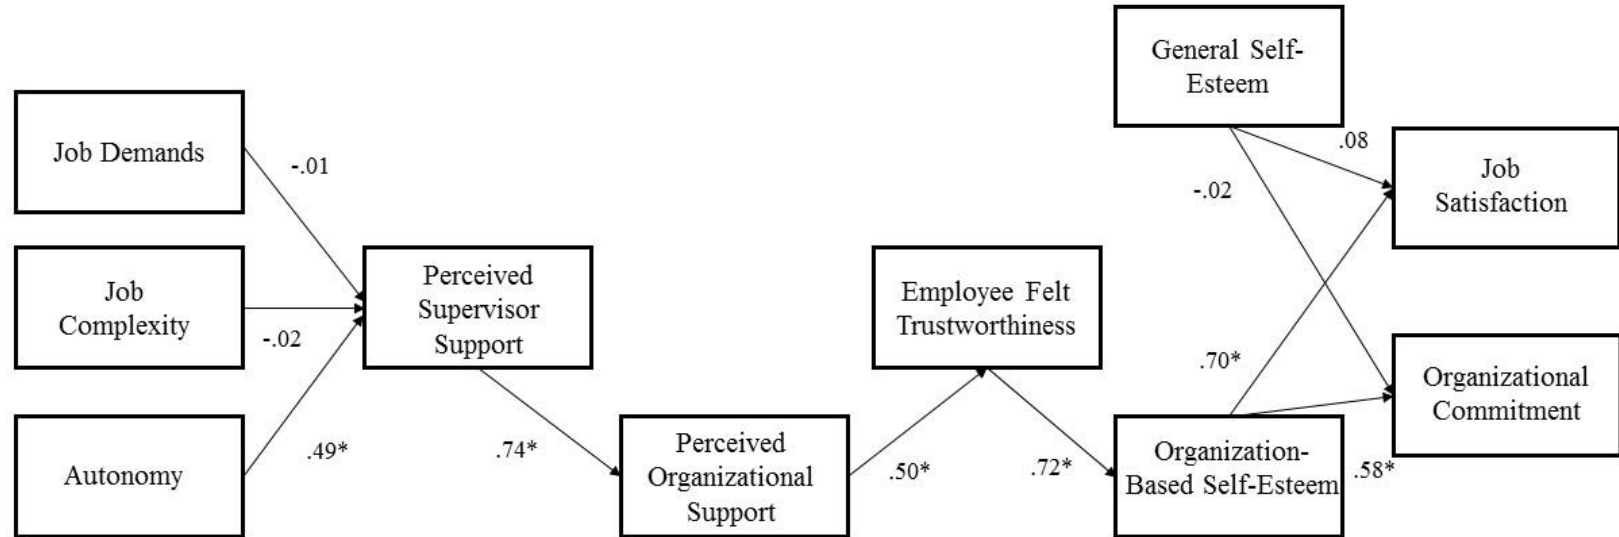 General Self-
Esteem
Job Demands
-.01
.08
Job
Satisfaction
-.02
Job
Complexity
-.02
Perceived
Supervisor
Support
Employee Felt
Trustworthiness
.70*
Organizational
Commitment
Autonomy
.49*
.74*
Perceived
Organizational
Support
.50*
.72*
Organization-
Based Self-Esteem
.58*